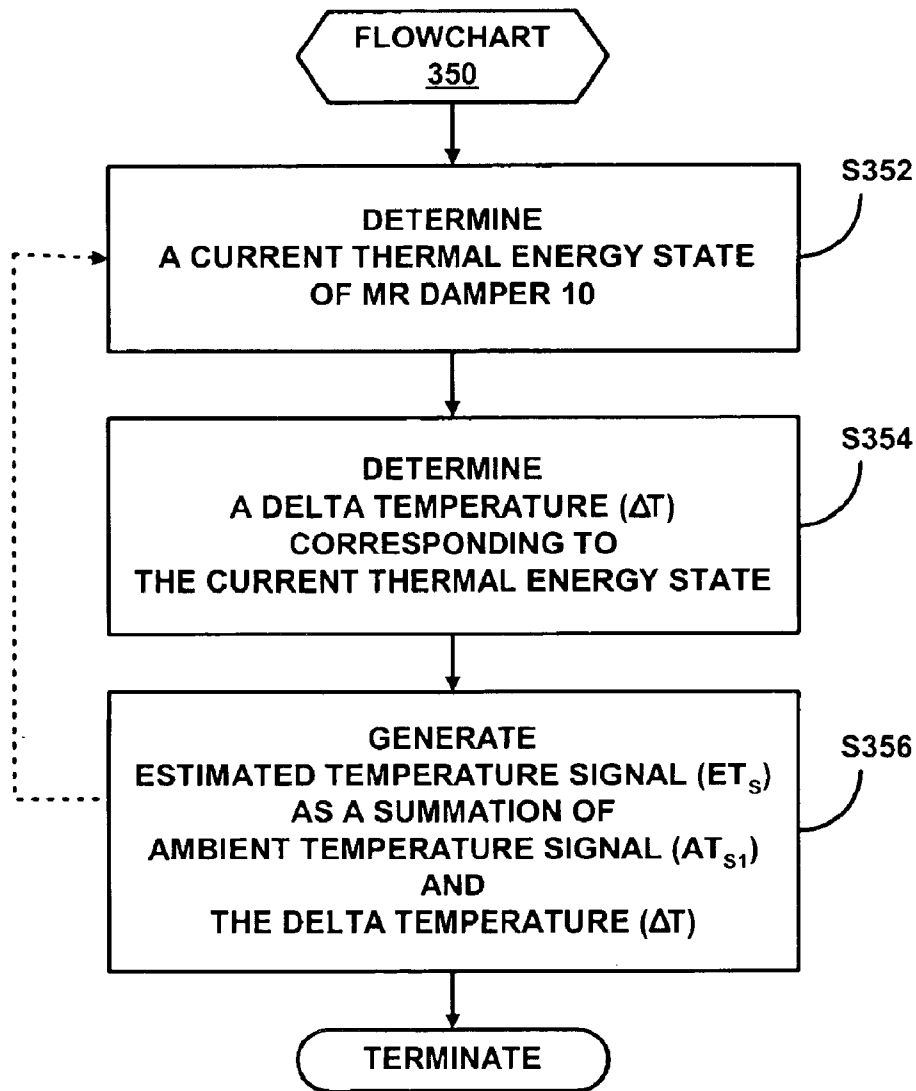 FLOWCHART
350
S352
DETERMINE
A CURRENT THERMAL ENERGY STATE
OF MR DAMPER 10
S354
DETERMINE
A DELTA TEMPERATURE (ΔT)
CORRESPONDING TO
THE CURRENT THERMAL ENERGY STATE
S356
GENERATE
ESTIMATED TEMPERATURE SIGNAL (ET_S)
AS A SUMMATION OF
AMBIENT TEMPERATURE SIGNAL (AT_S1)
AND
THE DELTA TEMPERATURE (ΔT)
TERMINATE